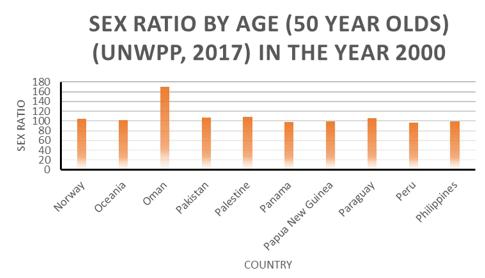 SEX RATIO BY AGE (50 YEAR OLDS)
(UNWPP, 2017) IN THE YEAR 2000
SEX RATIO
180
160
140
120
100
80
60
40
20
0
Norway
Oceania
Oman
Pakistan
Palestine
Panama
Papua New Guinea
Paraguay
Peru
Philippines
COUNTRY